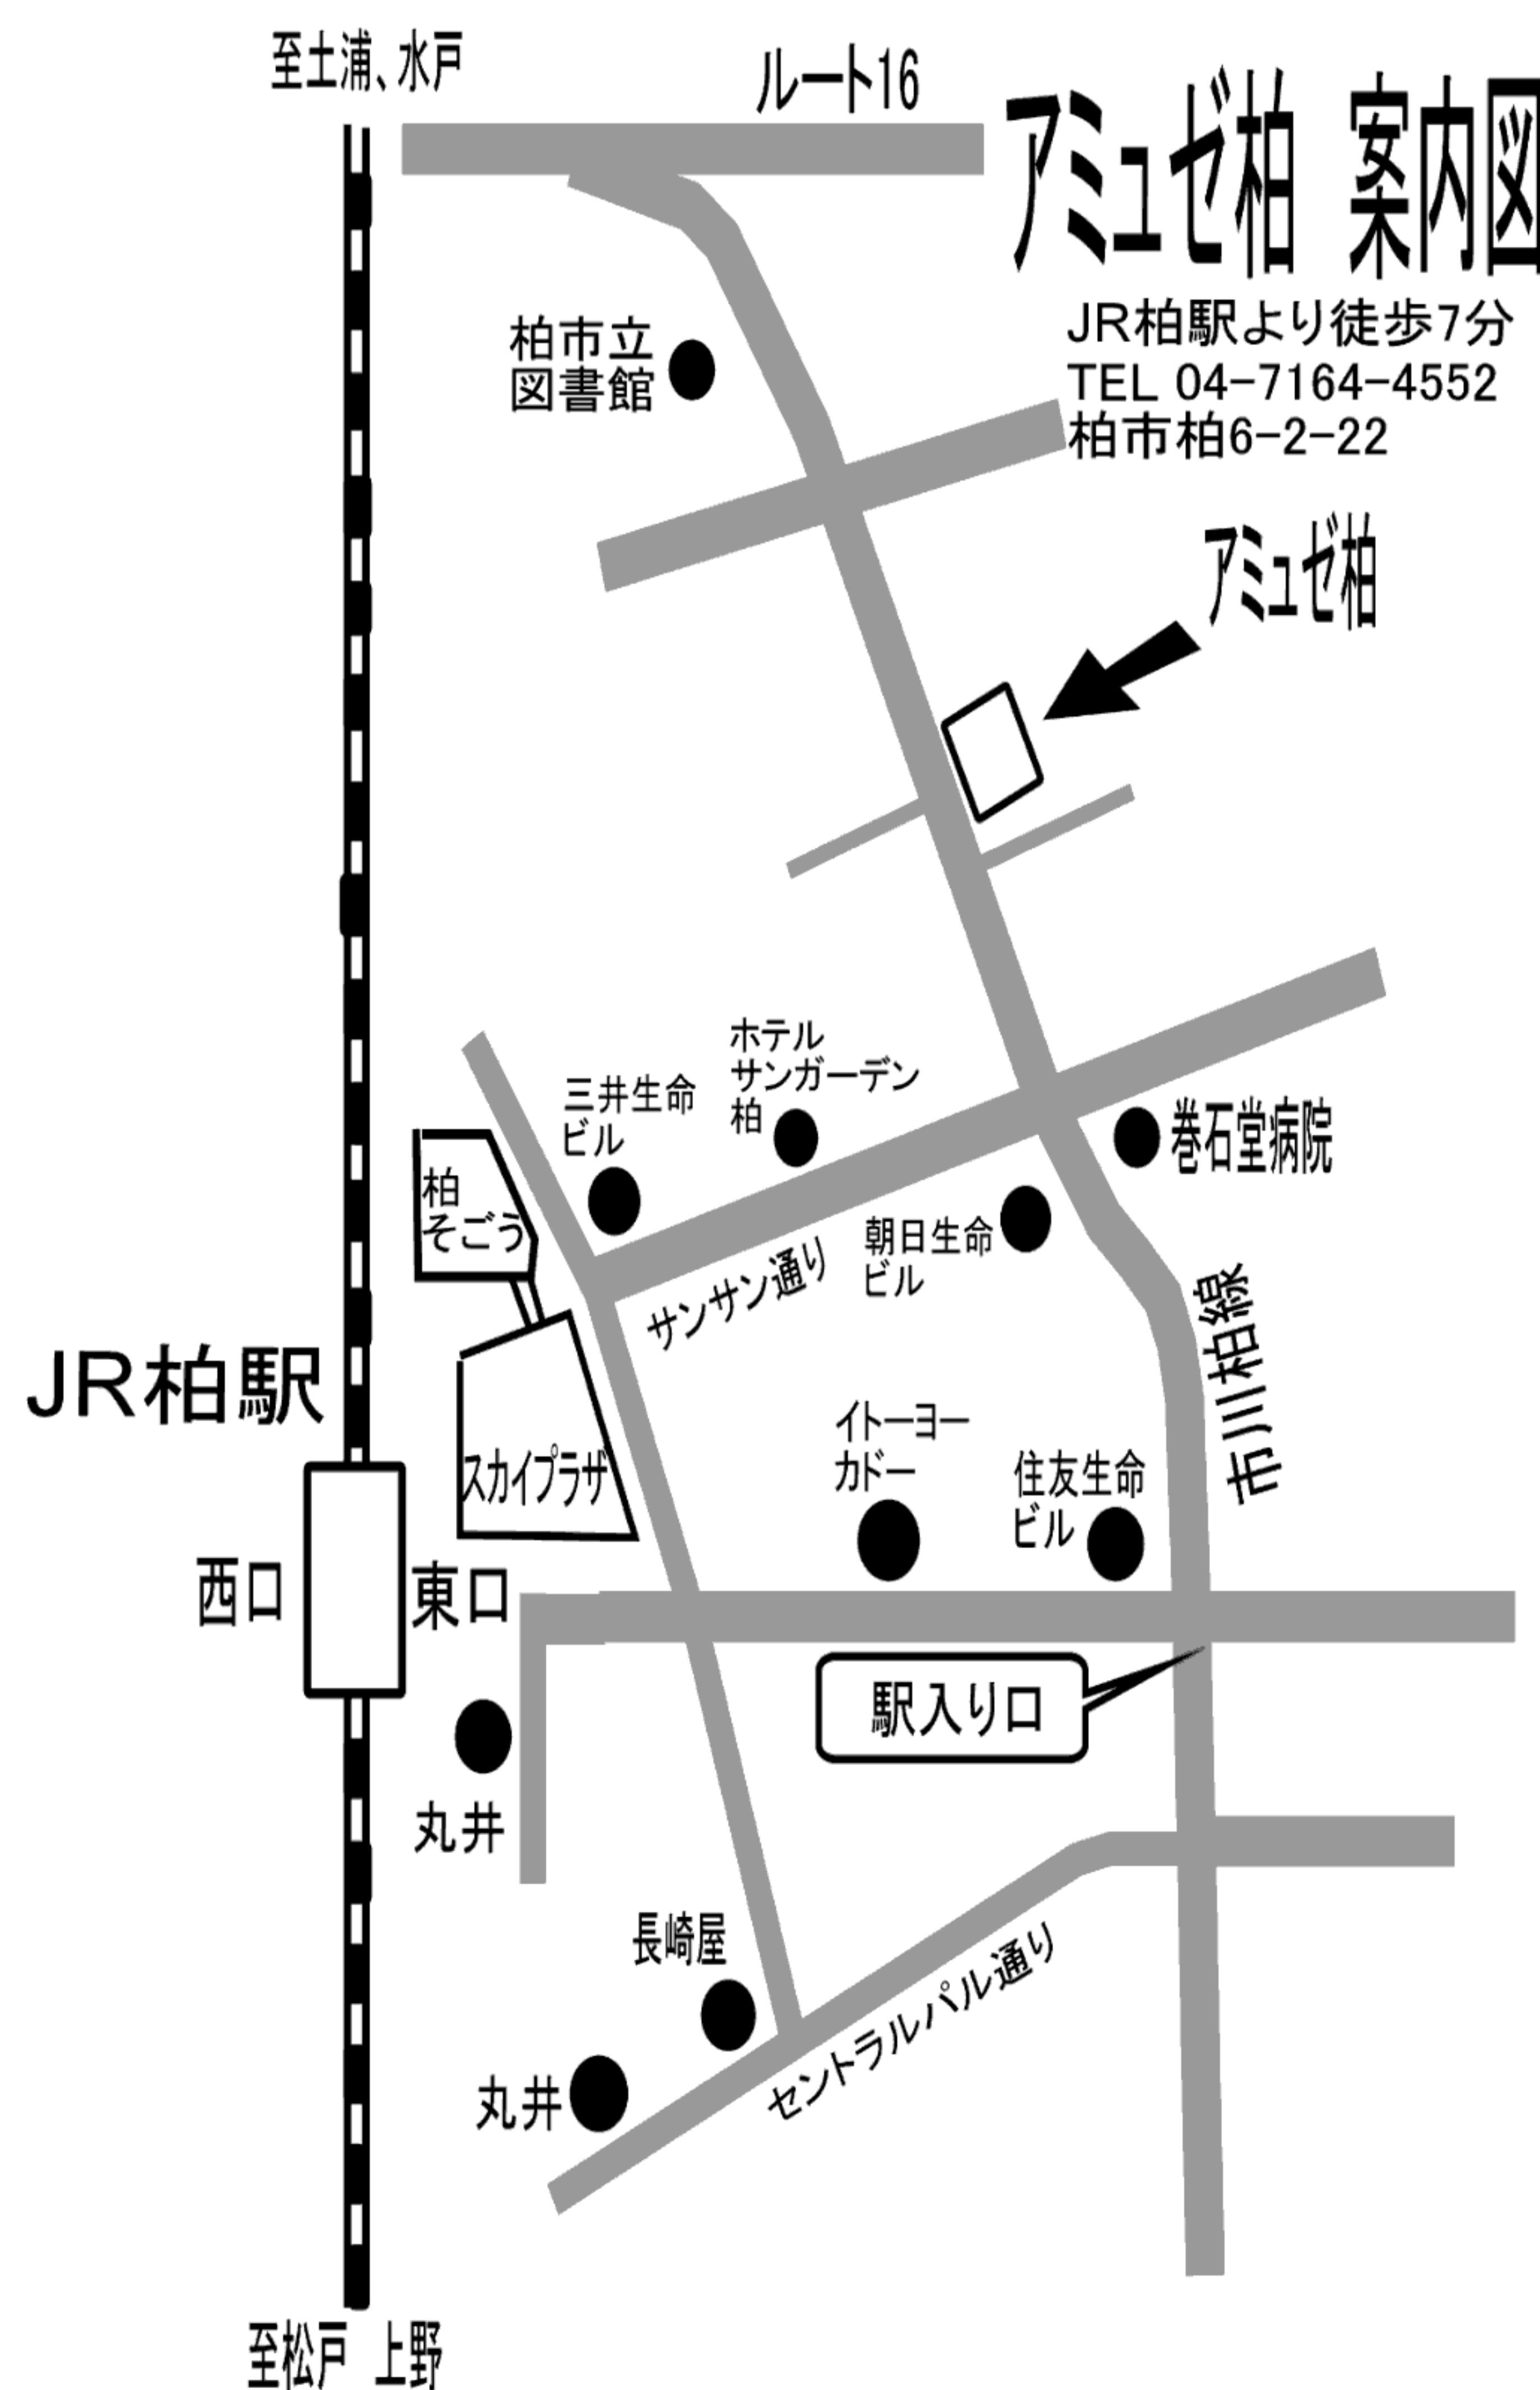 至土浦、水戸
ルート16
アミュゼ柏 案内図
JR柏駅より徒歩7分
TEL 04-7164-4552
柏市柏6-2-22
柏市立
図書館
アミュゼ柏
ホテル
サンガーデン
柏
三井生命
ビル
巻石堂病院
柏
そごう
朝日生命
ビル
サンサン通り
市川柏線
JR柏駅
スカイプラザ
イトーヨー
カドー
住友生命
ビル
西口
東口
駅入り口
丸井
長崎屋
セントラルパル通り
丸井
至松戸 上野